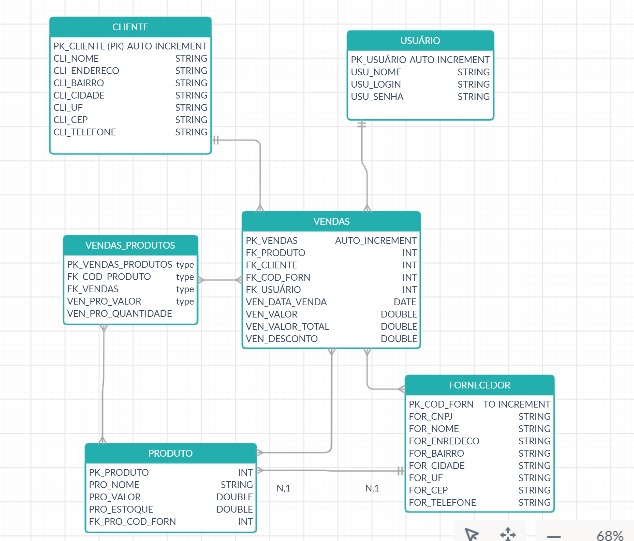 CLIENTE
PK_CLIENTE (PK) AUTO INCREMENT
CLI_NOME STRING
CLI_ENDERECO STRING
CLI_BAIRRO STRING
CLI_CIDADE STRING
CLI_UF STRING
CLI_CEP STRING
CLI_TELEFONE STRING
USUÁRIO
PK_USUÁRIO AUTO INCREMENT
USU_NOME STRING
USU_LOGIN STRING
USU_SENHA STRING
VENDAS
PK_VENDAS AUTO_INCREMENT
FK_PRODUTO INT
FK_CLIENTE INT
FK_COD_FORN INT
FK_USUÁRIO INT
VEN_DATA_VENDA DATE
VEN_VALOR DOUBLE
VEN_VALOR_TOTAL DOUBLE
VEN_DESCONTO DOUBLE
VENDAS_PRODUTOS
PK_VENDAS_PRODUTOS type
FK_COD_PRODUTO type
FK_VENDAS type
VEN_PRO_VALOR type
VEN_PRO_QUANTIDADE
FORNECEDOR
PK_COD_FORN TO INCREMENT
FOR_CNPJ STRING
FOR_NOME STRING
FOR_ENREDECO STRING
FOR_BAIRRO STRING
FOR_CIDADE STRING
FOR_UF STRING
FOR_CEP STRING
FOR_TELEFONE STRING
PRODUTO
PK_PRODUTO INT
PRO_NOME STRING
PRO_VALOR DOUBLE
PRO_ESTOQUE DOUBLE
FK_PRO_COD_FORN INT
N,1 N,1
68%